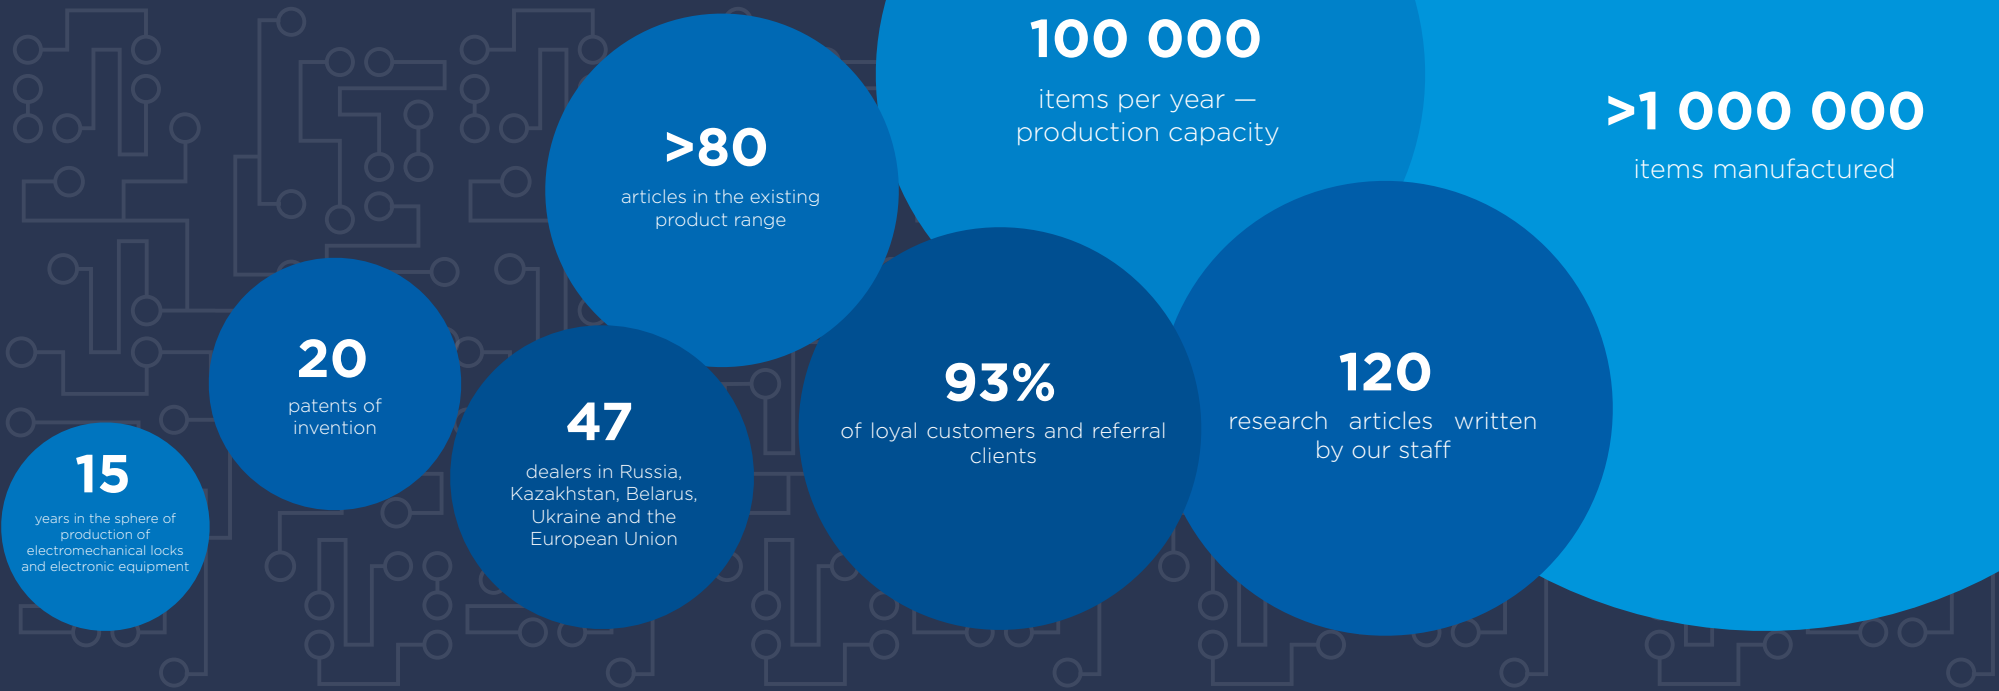 100 000
items per year —
production capacity
>1 000 000
items manufactured
>80
articles in the existing
product range
20
patents of
invention
93%
of loyal customers and referral
clients
120
research articles written
by our staff
47
dealers in Russia,
Kazakhstan, Belarus,
Ukraine and the
European Union
15
years in the sphere of
production of
electromechanical locks
and electronic equipment